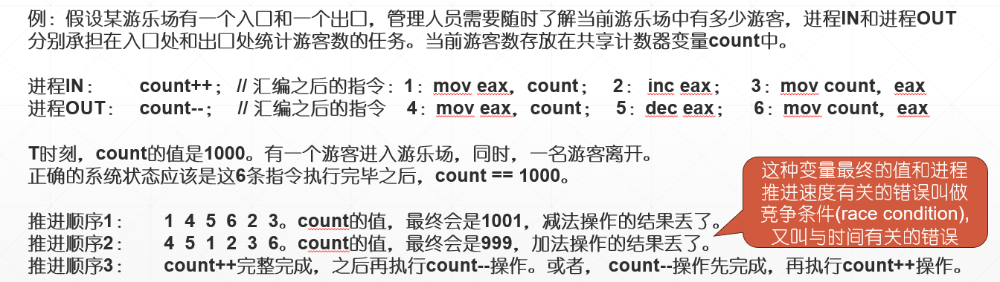 例：假设某游乐场有一个入口和一个出口，管理人员需要随时了解当前游乐场中有多少游客，进程IN和进程OUT
分别承担在入口处和出口处统计游客数的任务。当前游客数存放在共享计数器变量count中。
进程IN： count++； // 汇编之后的指令：1：mov eax，count； 2： inc eax； 3：mov count，eax
进程OUT： count--； // 汇编之后的指令 4：mov eax，count； 5：dec eax； 6：mov count，eax
T时刻，count的值是1000。有一个游客进入游乐场，同时，一名游客离开。
正确的系统状态应该是这6条指令执行完毕之后，count == 1000。
推进顺序1： 1 4 5 6 2 3。count的值，最终会是1001，减法操作的结果丢了。
推进顺序2： 4 5 1 2 3 6。count的值，最终会是999，加法操作的结果丢了。
推进顺序3： count++完整完成，之后再执行count--操作。或者， count--操作先完成，再执行count++操作。
这种变量最终的值和进程
推进速度有关的错误叫做
竞争条件(race condition),
又叫与时间有关的错误